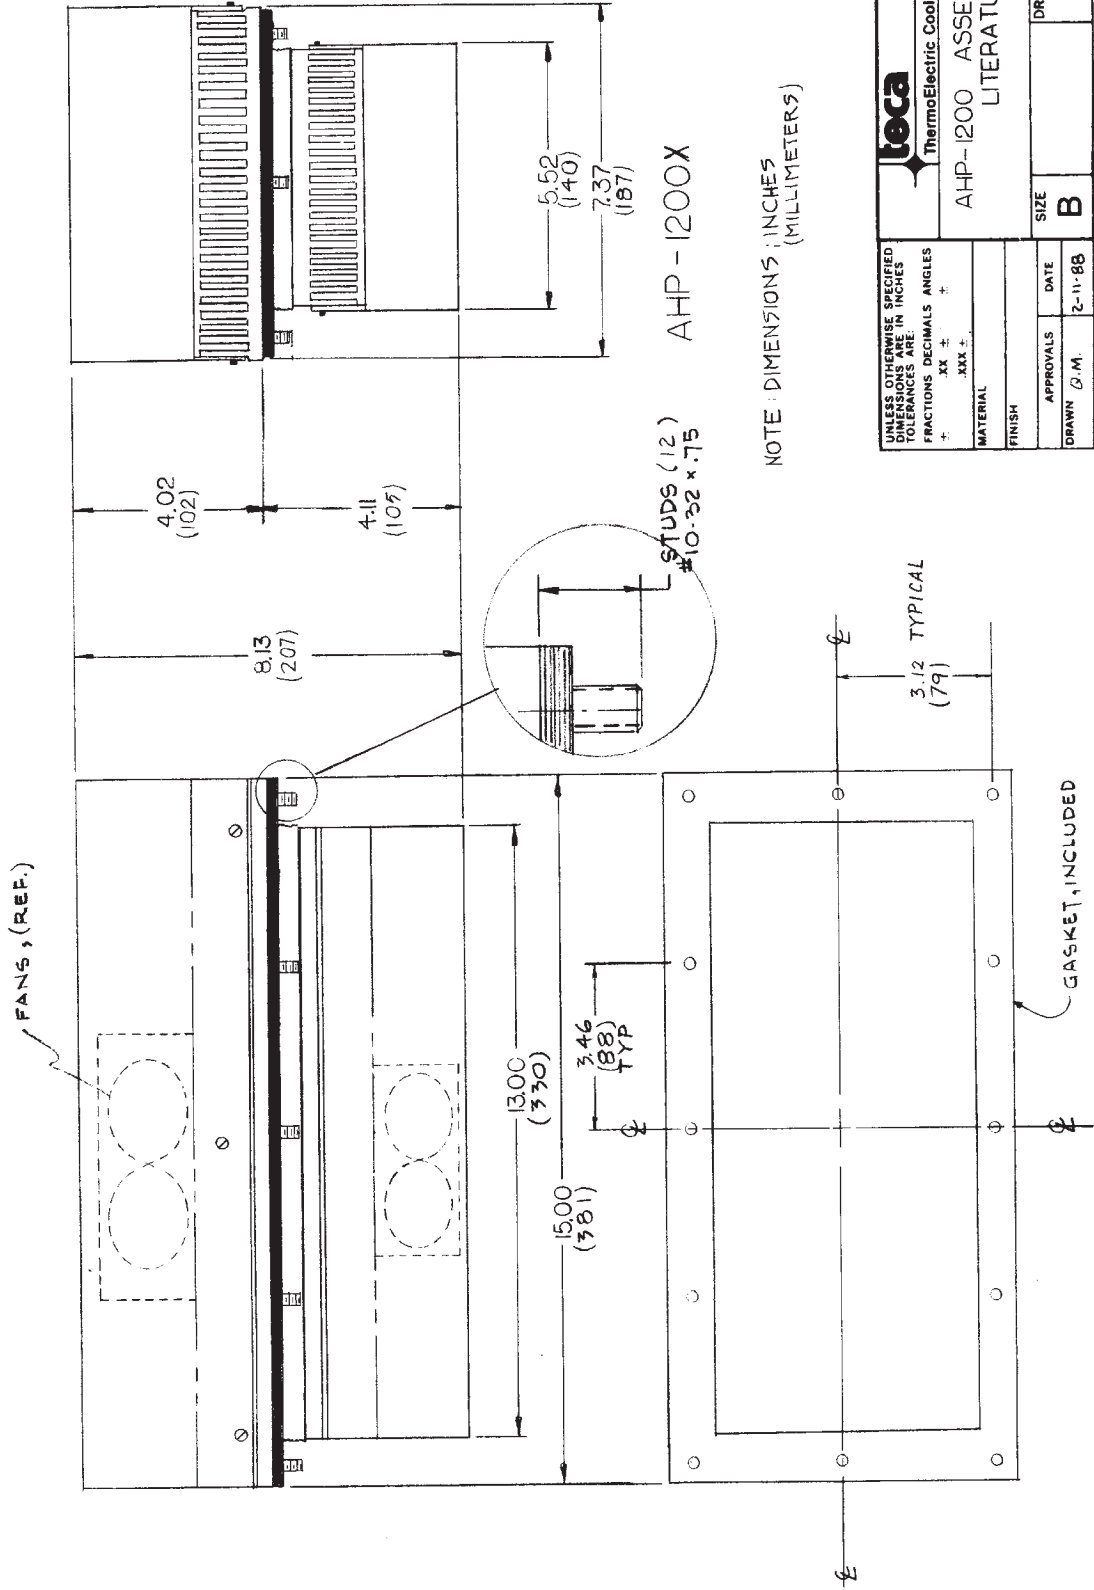 FANS, (REF.)
8.13
(207)
4.02
(102)
4.11
(105)
5.52
(140)
7.37
(187)
AHP-1200X
STUDS (12)
#10-32 x .75
13.00
(330)
15.00
(381)
3.46
(88)
TYP
3.12 TYPICAL
(79)
GASKET, INCLUDED
NOTE: DIMENSIONS: INCHES
(MILLIMETERS)
UNLESS OTHERWISE SPECIFIED
DIMENSIONS ARE IN INCHES
TOLERANCES ARE:
FRACTIONS DECIMALS ANGLES
± .XX ± ±
.XXX ±
MATERIAL
FINISH
APPROVALS DATE
DRAWN Q.M. 2-11-88
teca
ThermoElectric Cool
AHP-1200 ASSE
LITERATU
SIZE
B
DR